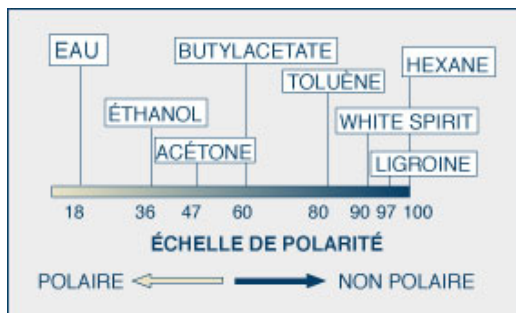 EAU
BUTYLACETATE
HEXANE
TOLUÈNE
ÉTHANOL
WHITE SPIRIT
ACÉTONE
LIGROINE
18 36 47 60 80 90 97 100
ÉCHELLE DE POLARITÉ
POLAIRE NON POLAIRE